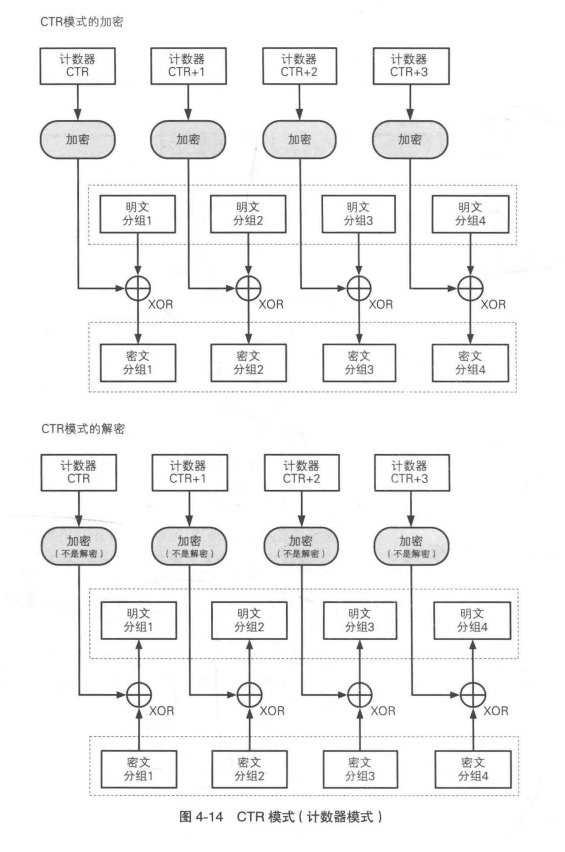 CTR模式的加密
计数器 计数器 计数器 计数器
CTR CTR+1 CTR+2 CTR+3
加密 加密 加密 加密
明文 明文 明文 明文
分组1 分组2 分组3 分组4
XOR XOR XOR XOR
密文 密文 密文 密文
分组1 分组2 分组3 分组4
CTR模式的解密
计数器 计数器 计数器 计数器
CTR CTR+1 CTR+2 CTR+3
加密 加密 加密 加密
(不是解密) (不是解密) (不是解密) (不是解密)
明文 明文 明文 明文
分组1 分组2 分组3 分组4
XOR XOR XOR XOR
密文 密文 密文 密文
分组1 分组2 分组3 分组4
图 4-14 CTR 模式(计数器模式)